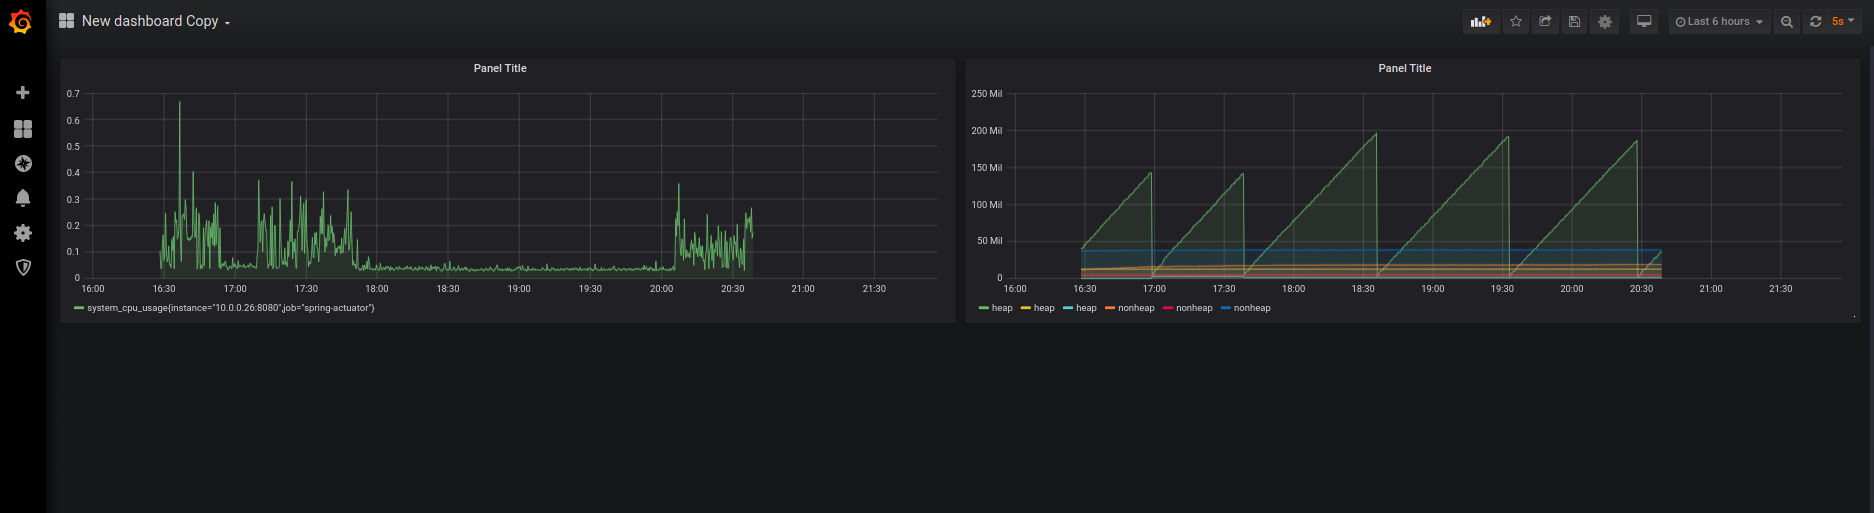 New dashboard Copy
Last 6 hours
5s
Panel Title
0.7
0.6
0.5
0.4
0.3
0.2
0.1
0
16:00 16:30 17:00 17:30 18:00 18:30 19:00 19:30 20:00 20:30 21:00 21:30
system_cpu_usage{instance="10.0.0.26:8080",job="spring-actuator"}
Panel Title
250 Mil
200 Mil
150 Mil
100 Mil
50 Mil
0
16:00 16:30 17:00 17:30 18:00 18:30 19:00 19:30 20:00 20:30 21:00 21:30
heap heap heap nonheap nonheap nonheap